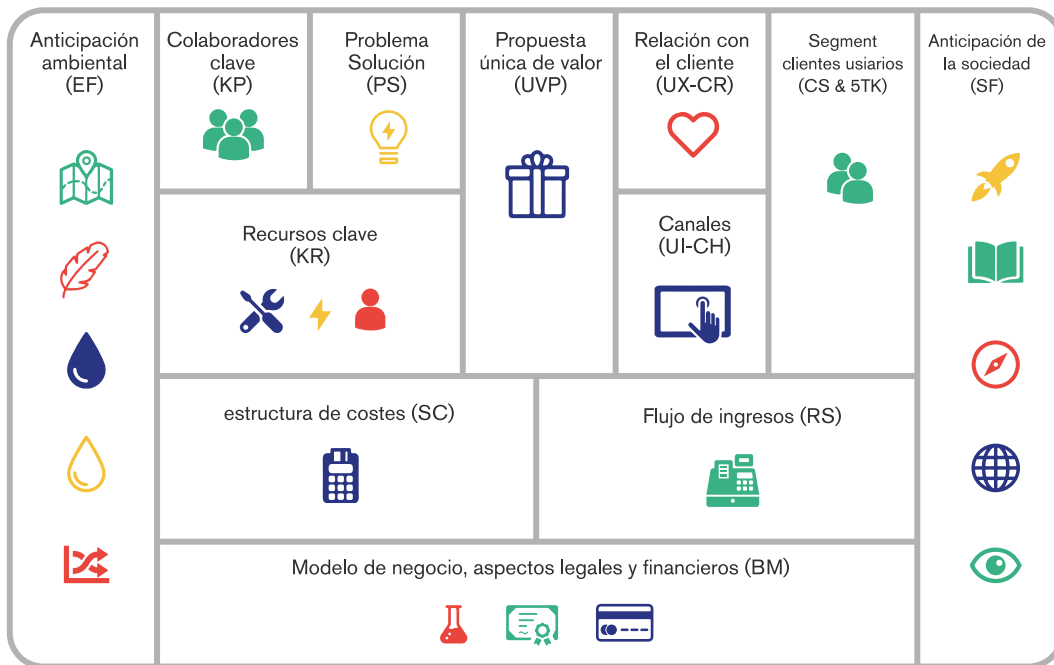 Anticipación
ambiental
(EF)
Colaboradores
clave
(KP)
Problema
Solución
(PS)
Propuesta
única de valor
(UVP)
Relación con
el cliente
(UX-CR)
Segment
clientes usiarios
(CS & 5TK)
Anticipación de
la sociedad
(SF)
Recursos clave
(KR)
Canales
(UI-CH)
estructura de costes (SC)
Flujo de ingresos (RS)
Modelo de negocio, aspectos legales y financieros (BM)